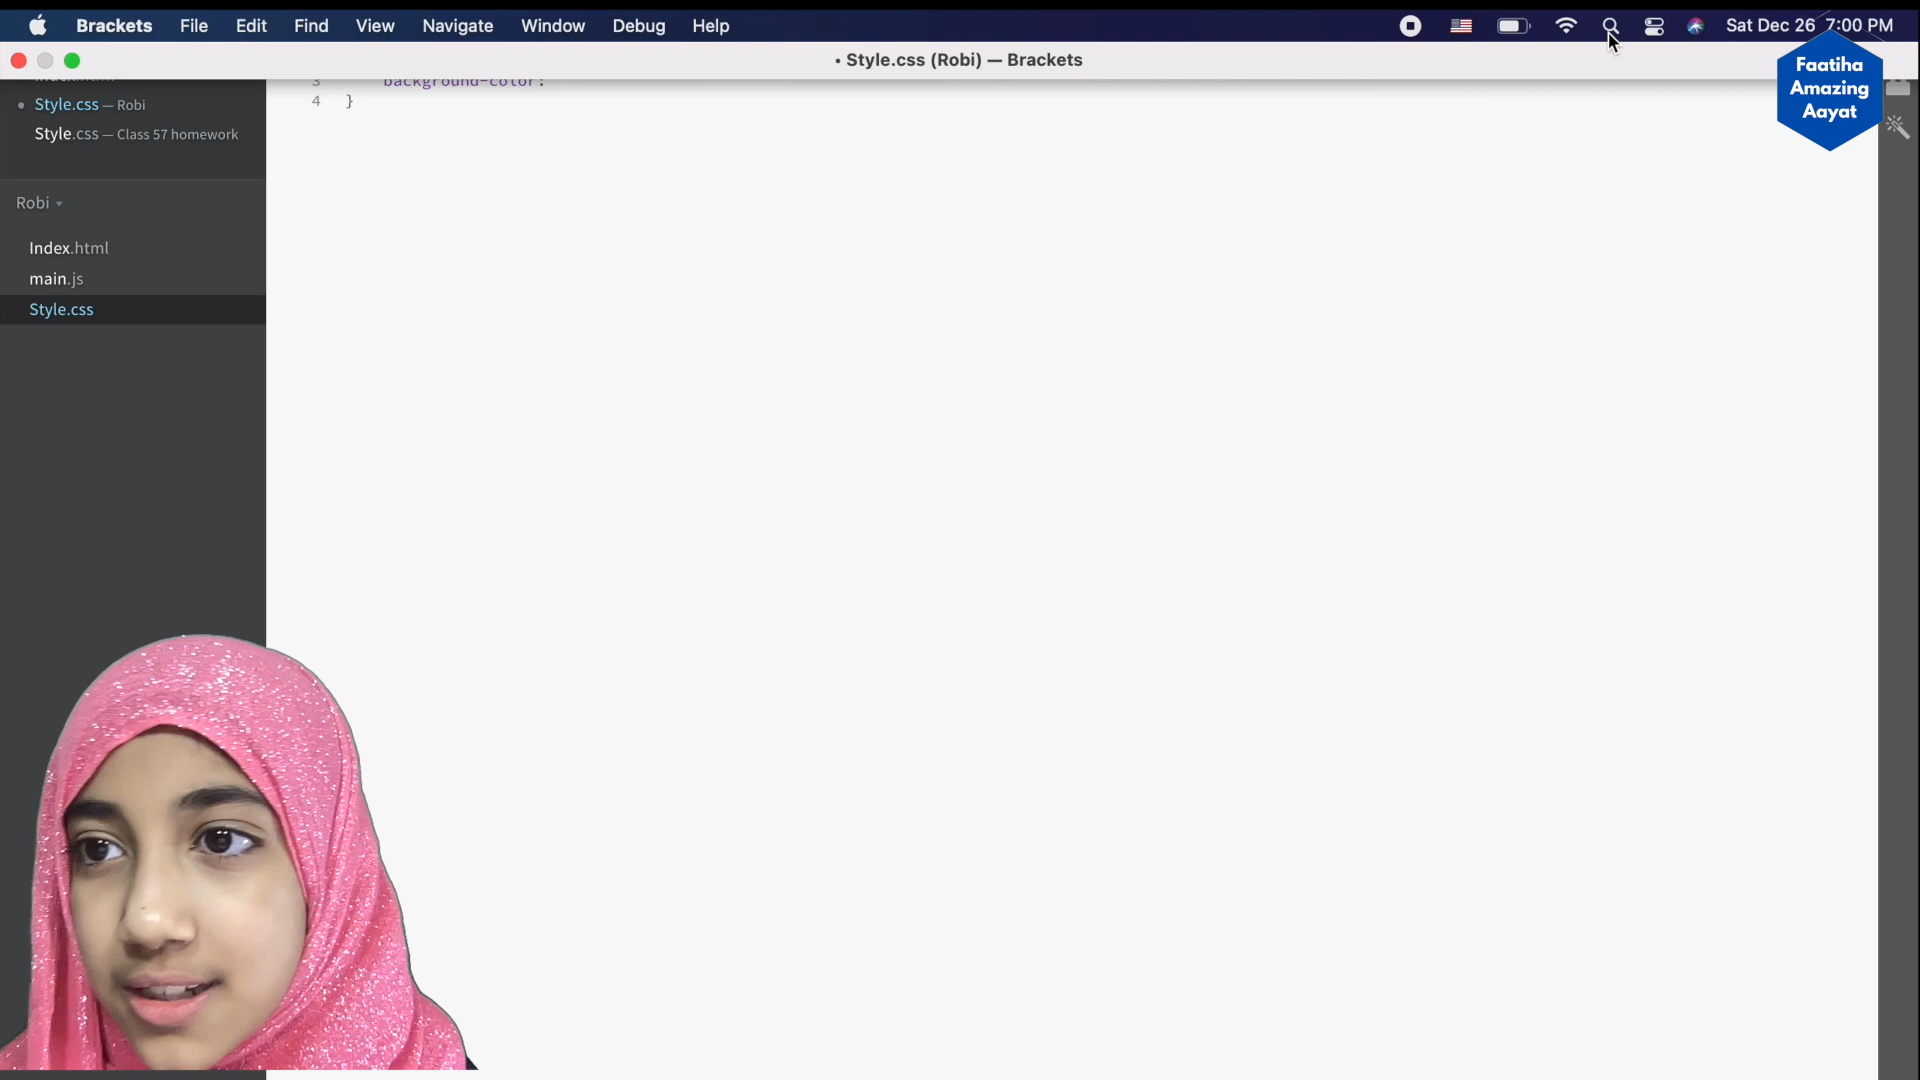 Brackets File Edit Find View Navigate Window Debug Help Sat Dec 26 7:00 PM
• Style.css (Robi) — Brackets
Faatiha
Amazing
Aayat
Index.html
Style.css — Robi
Style.css — Class 57 homework
Robi
Index.html
main.js
Style.css
3 background-color:
4 }